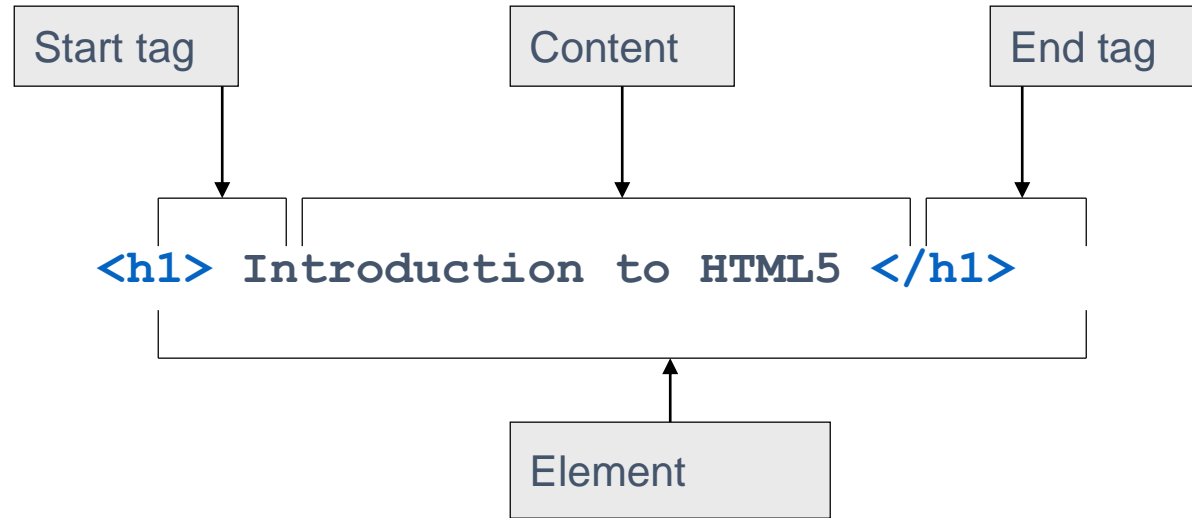 Start tag
Content
End tag
<h1> Introduction to HTML5 </h1>
Element